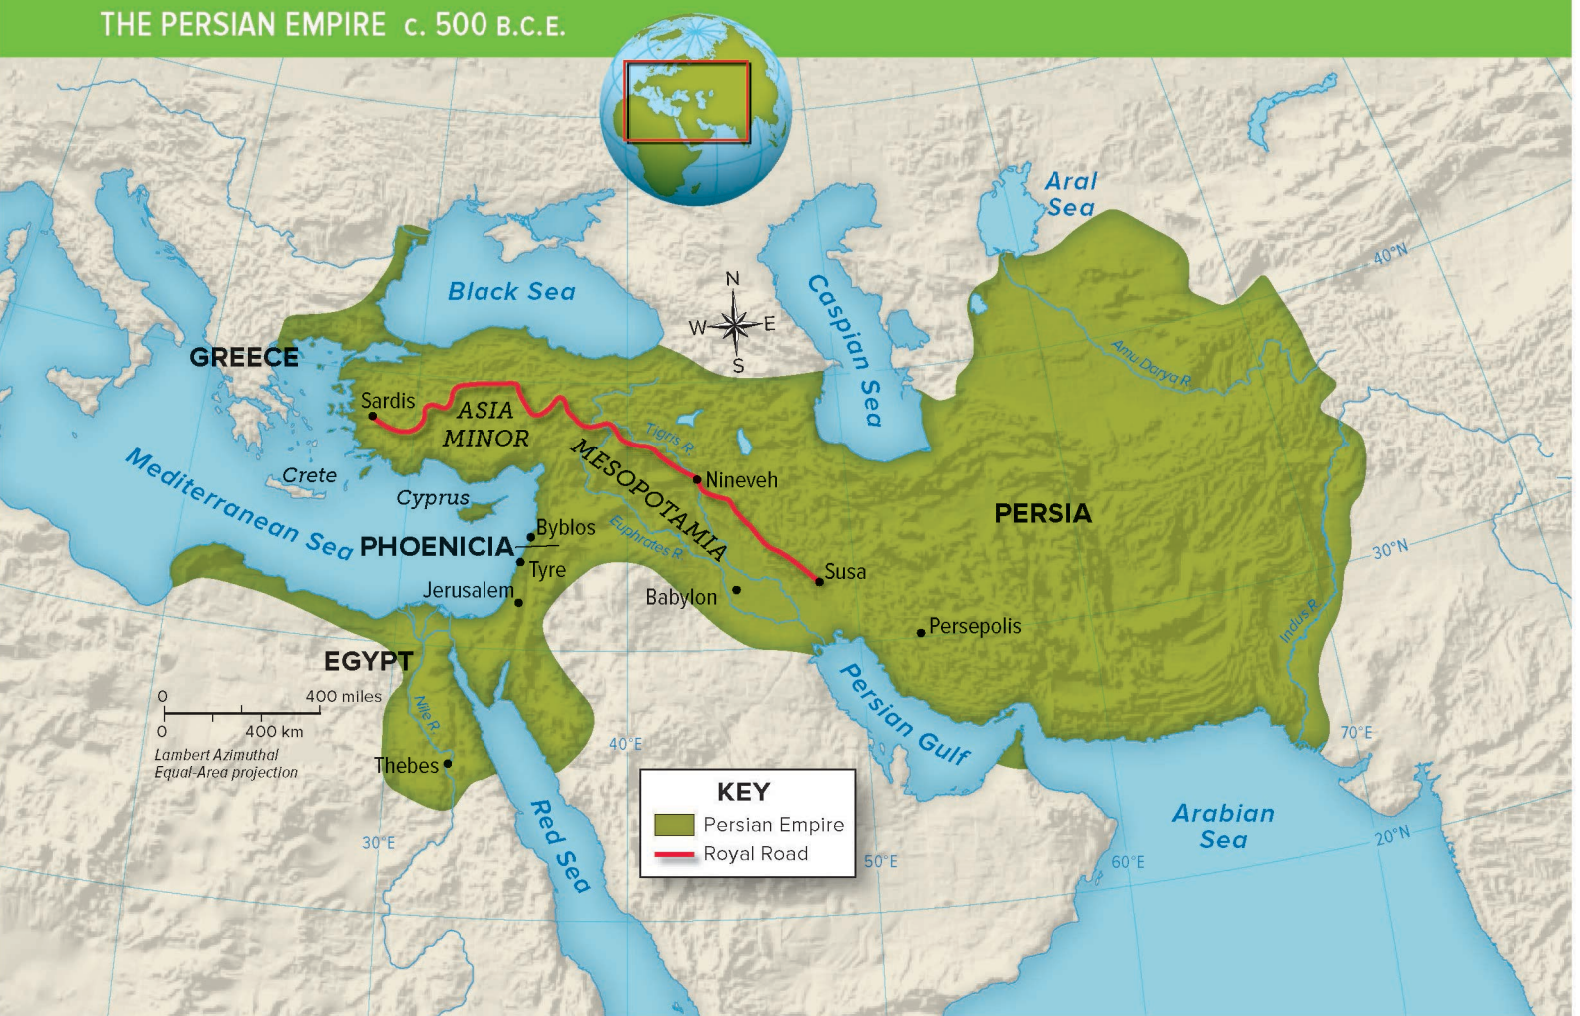 THE PERSIAN EMPIRE c. 500 B.C.E.
Aral
Sea
40°N
N
W
E
S
Black Sea
Caspian Sea
Amu Darya R.
GREECE
Sardis
ASIA
MINOR
Tigris R.
MESOPOTAMIA
Nineveh
Crete
Cyprus
Mediterranean Sea
PERSIA
Byblos
Euphrates R.
PHOENICIA
30°N
Tyre
Susa
Jerusalem
Babylon
Persepolis
Indus R.
EGYPT
0
400 miles
0
400 km
Lambert Azimuthal
Equal-Area projection
Nile R.
Persian Gulf
70°E
40°E
Thebes
KEY
Persian Empire
Royal Road
Red Sea
Arabian
Sea
20°N
30°E
50°E
60°E